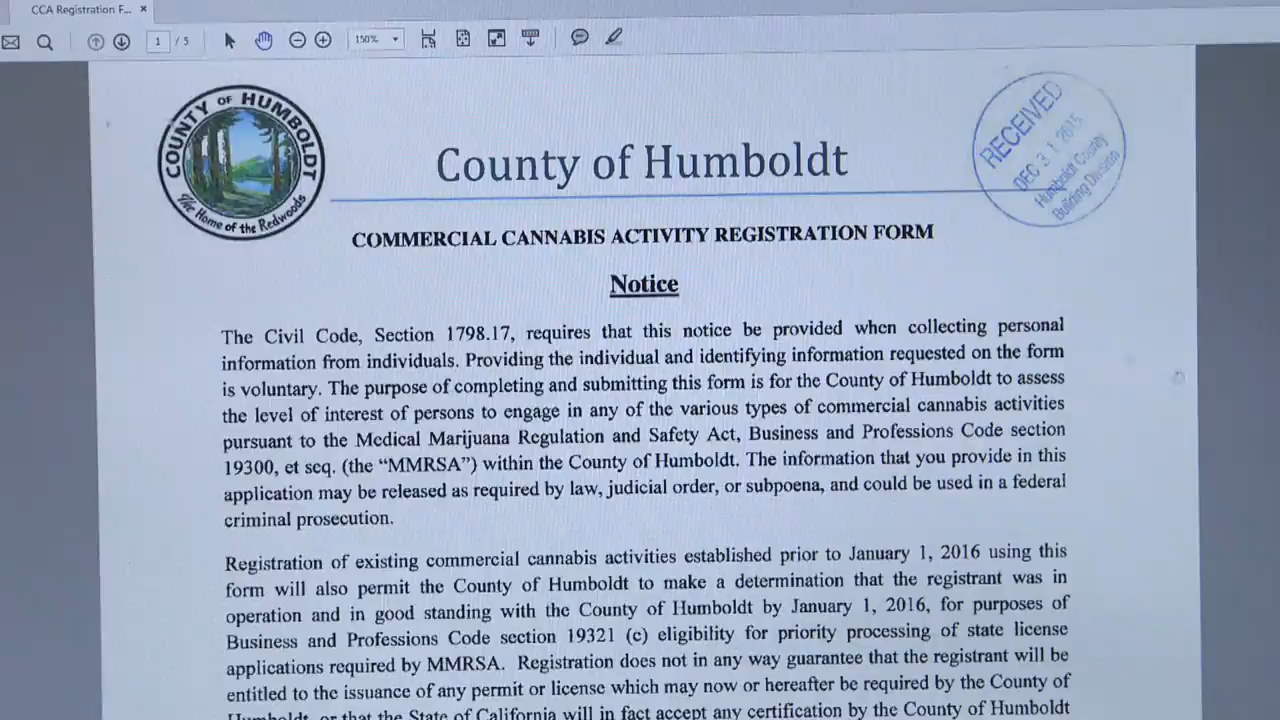 CCA Registration F... ×
1 / 5 150%
COUNTY OF HUMBOLDT
The Home of the Redwoods
County of Humboldt
RECEIVED
DEC 31 2015
Humboldt County
Building Division
COMMERCIAL CANNABIS ACTIVITY REGISTRATION FORM
Notice
The Civil Code, Section 1798.17, requires that this notice be provided when collecting personal
information from individuals. Providing the individual and identifying information requested on the form
is voluntary. The purpose of completing and submitting this form is for the County of Humboldt to assess
the level of interest of persons to engage in any of the various types of commercial cannabis activities
pursuant to the Medical Marijuana Regulation and Safety Act, Business and Professions Code section
19300, et seq. (the “MMRSA”) within the County of Humboldt. The information that you provide in this
application may be released as required by law, judicial order, or subpoena, and could be used in a federal
criminal prosecution.
Registration of existing commercial cannabis activities established prior to January 1, 2016 using this
form will also permit the County of Humboldt to make a determination that the registrant was in
operation and in good standing with the County of Humboldt by January 1, 2016, for purposes of
Business and Professions Code section 19321 (c) eligibility for priority processing of state license
applications required by MMRSA. Registration does not in any way guarantee that the registrant will be
entitled to the issuance of any permit or license which may now or hereafter be required by the County of
Humboldt, or that the State of California will in fact accept any certification by the County of Humboldt